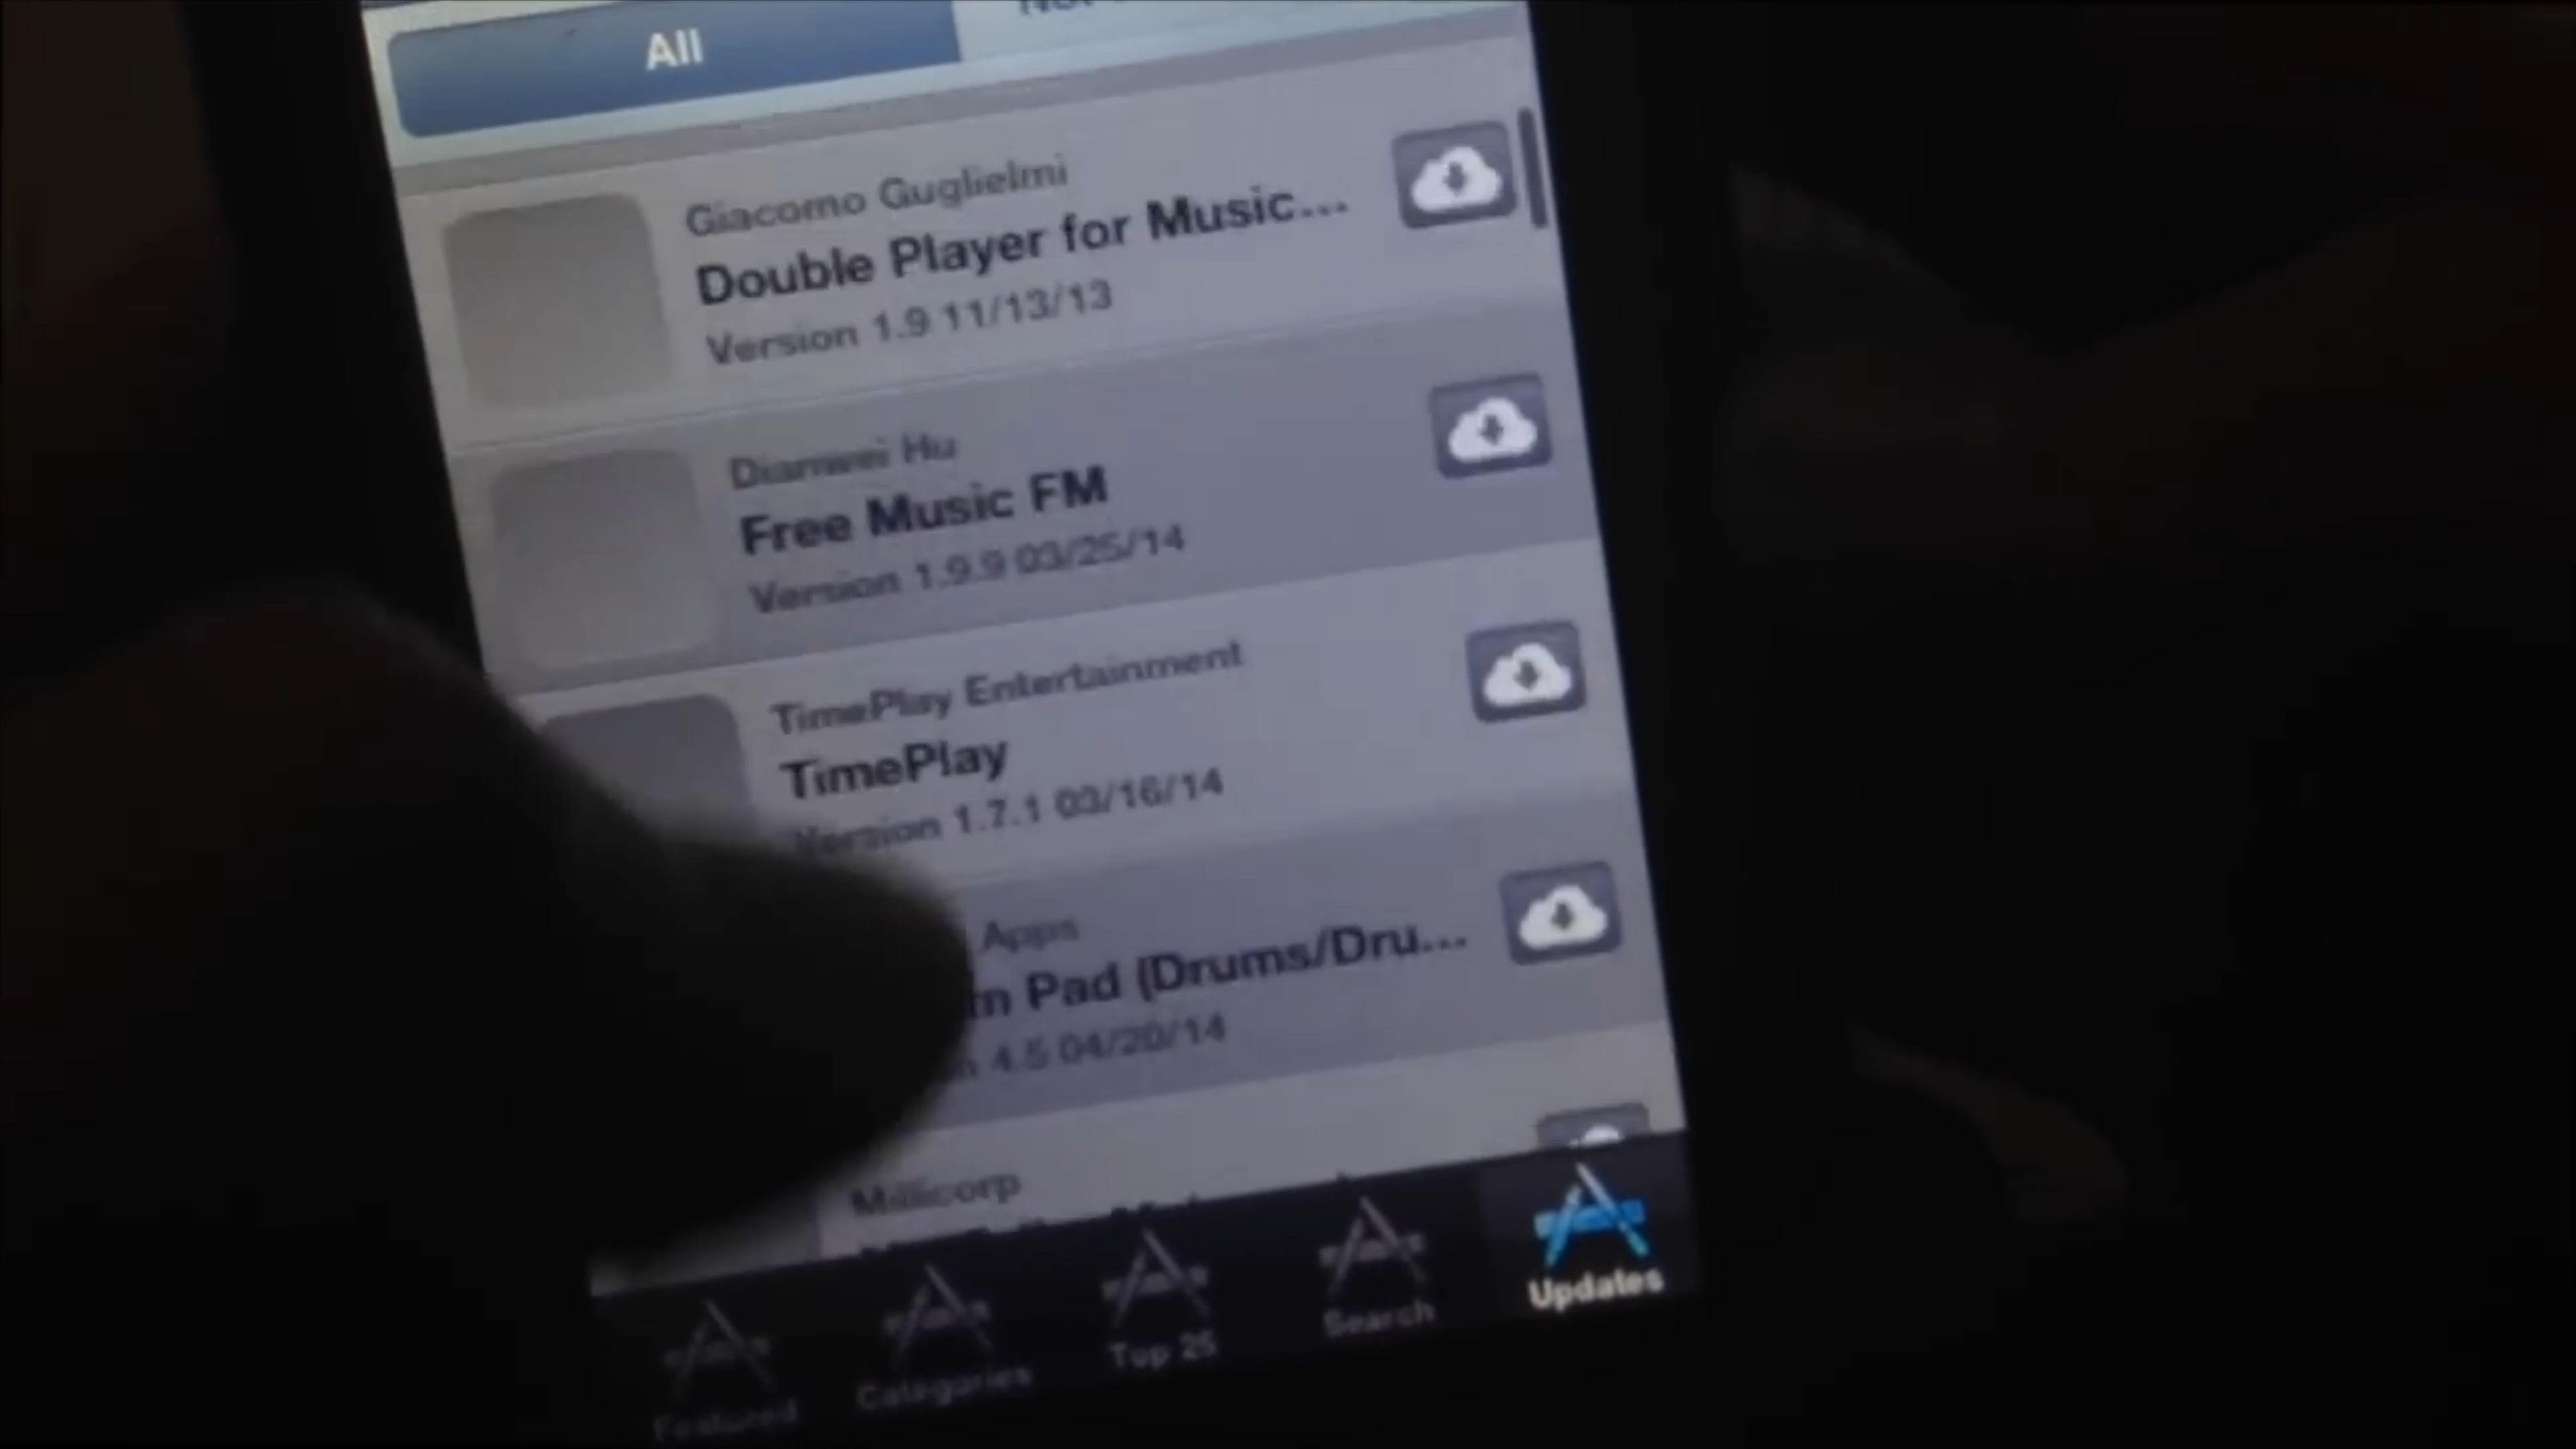 All
Giacomo Guglielmi
Double Player for Music...
Version 1.9 11/13/13
Dianwei Hu
Free Music FM
Version 1.9.9 03/25/14
TimePlay Entertainment
TimePlay
Version 1.7.1 03/16/14
Apps
Pad (Drums/Dru...
4.5 04/20/14
Millicorp
Featured
Categories
Top 25
Search
Updates